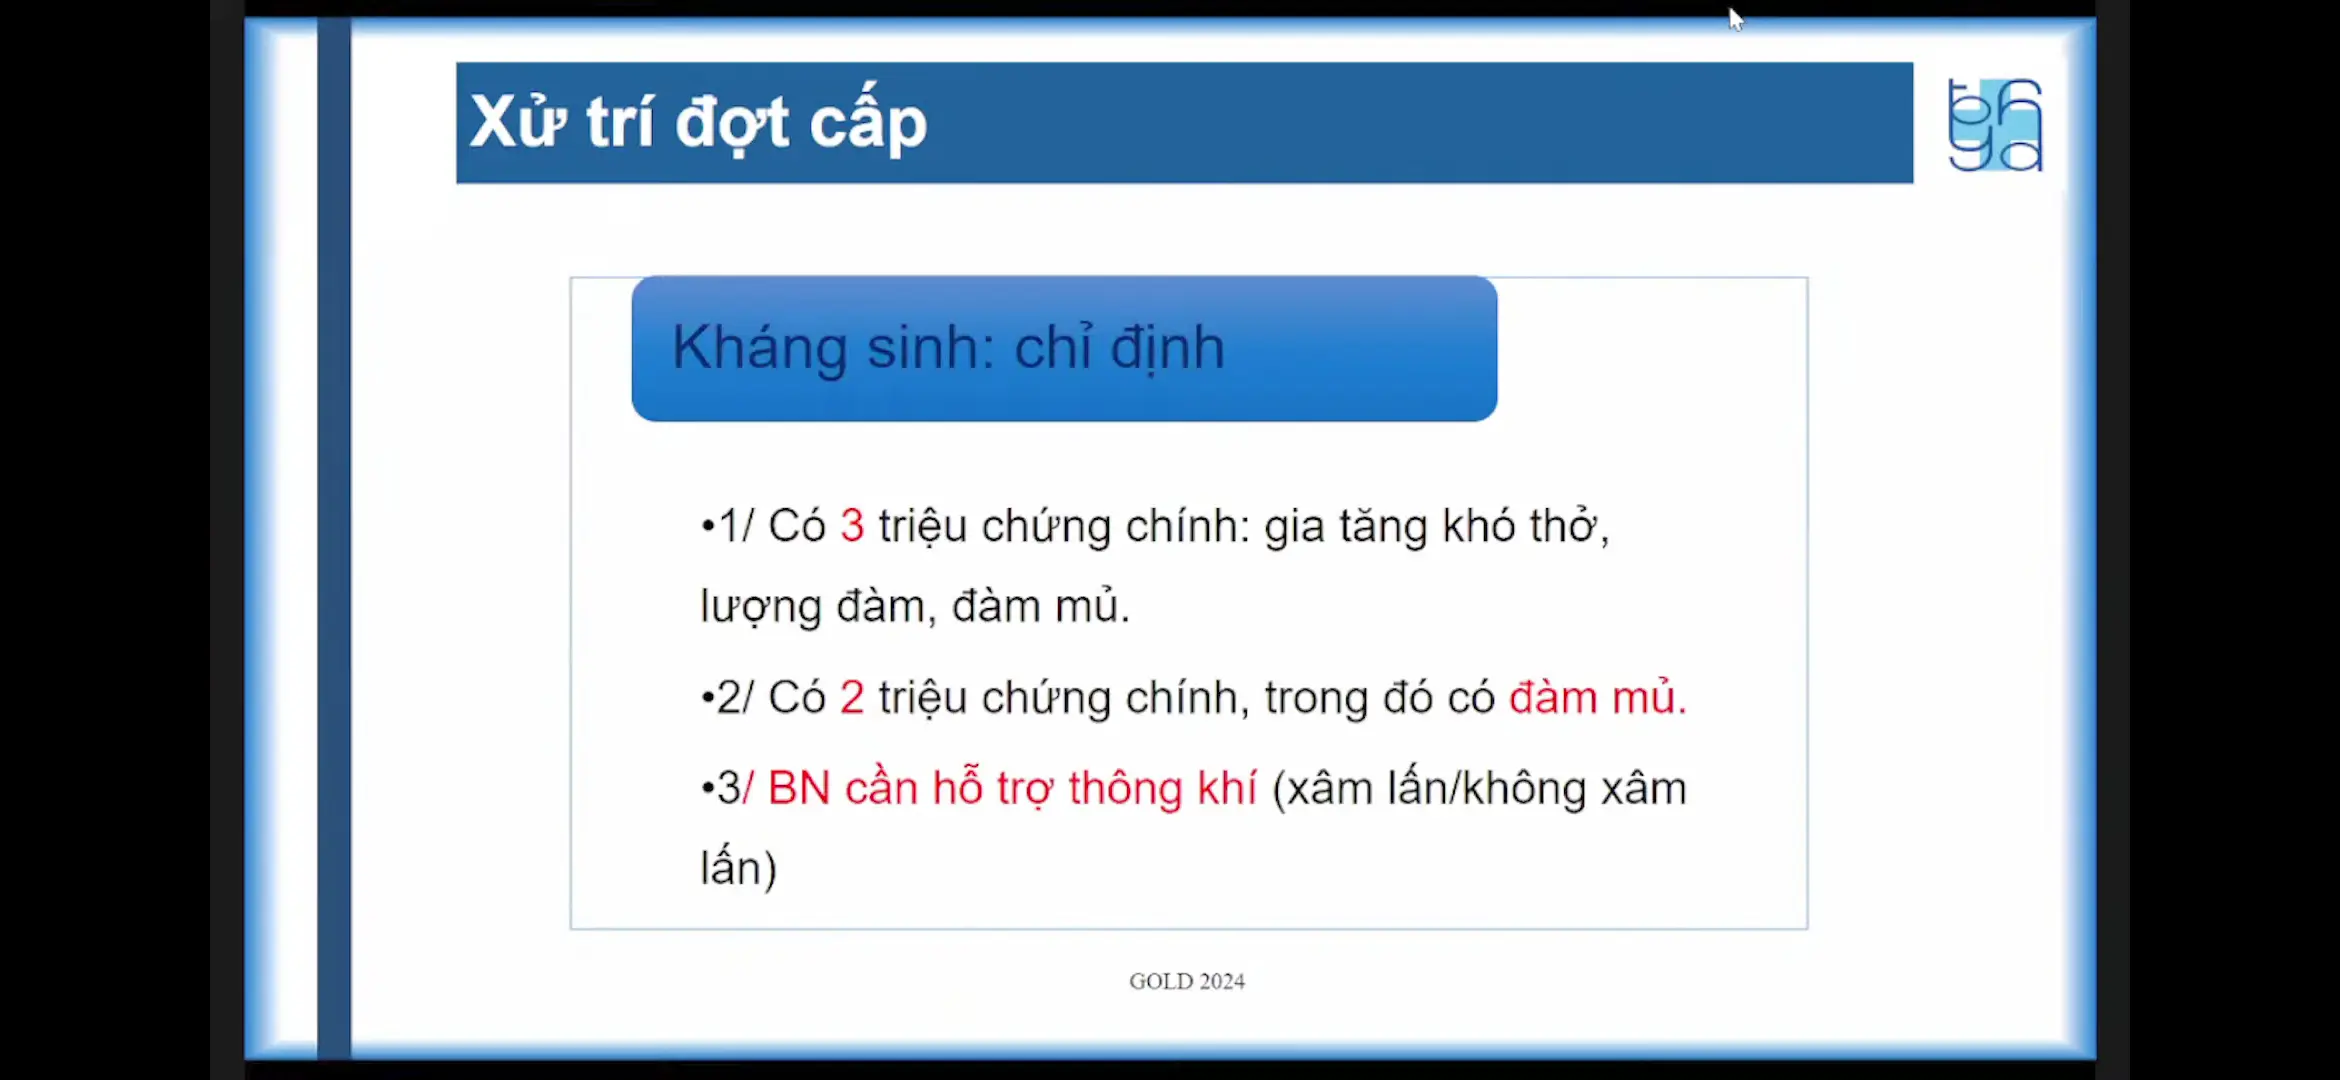 Xử trí đợt cấp
Kháng sinh: chỉ định
•1/ Có 3 triệu chứng chính: gia tăng khó thở,
lượng đàm, đàm mủ.
•2/ Có 2 triệu chứng chính, trong đó có đàm mủ.
•3/ BN cần hỗ trợ thông khí (xâm lấn/không xâm
lấn)
GOLD 2024